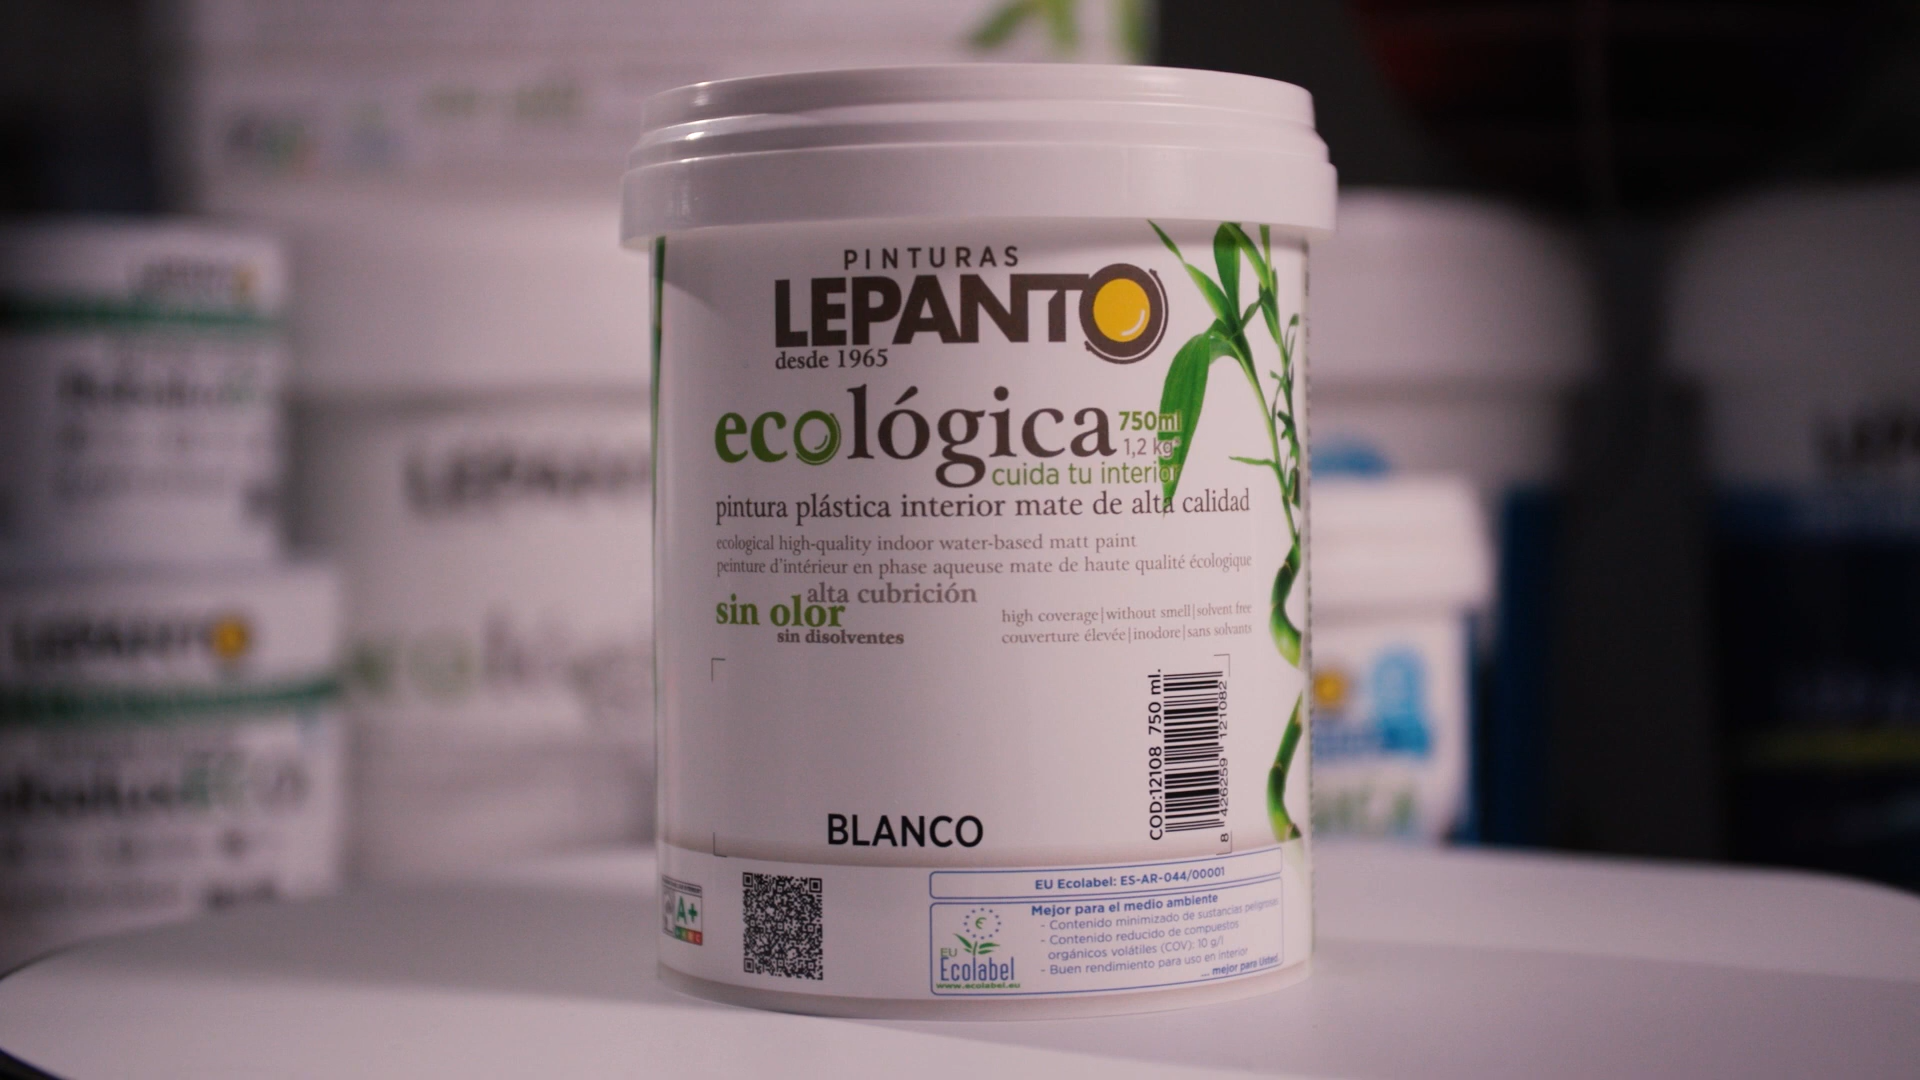 PINTURAS
LEPANTO
desde 1965
ecológica
750ml
1,2 kg*
cuida tu interior
pintura plástica interior mate de alta calidad
ecological high-quality indoor water-based matt paint
peinture d'intérieur en phase aqueuse mate de haute qualité écologique
alta cubrición
sin olor
sin disolventes
high coverage|without smell|solvent free
couverture élevée|inodore|sans solvants
COD:12108 750 ml.
8 426259 121082
BLANCO
A+
EU Ecolabel: ES-AR-044/00001
Mejor para el medio ambiente
- Contenido minimizado de sustancias peligrosas
- Contenido reducido de compuestos
orgánicos volátiles (COV): 10 g/l
- Buen rendimiento para uso en interior
... mejor para Usted
EU
Ecolabel
www.ecolabel.eu
LEPANTO
LEPANTO
ecológica